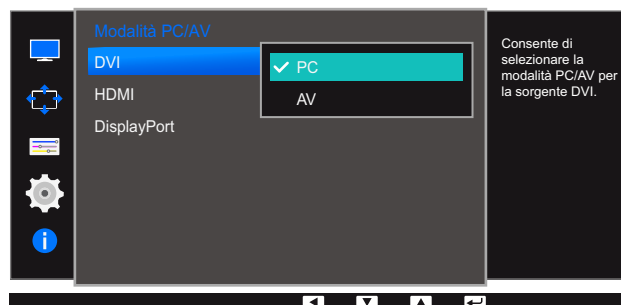 Modalità PC/AV
DVI
PC
HDMI
AV
DisplayPort
Consente di
selezionare la
modalità PC/AV per
la sorgente DVI.